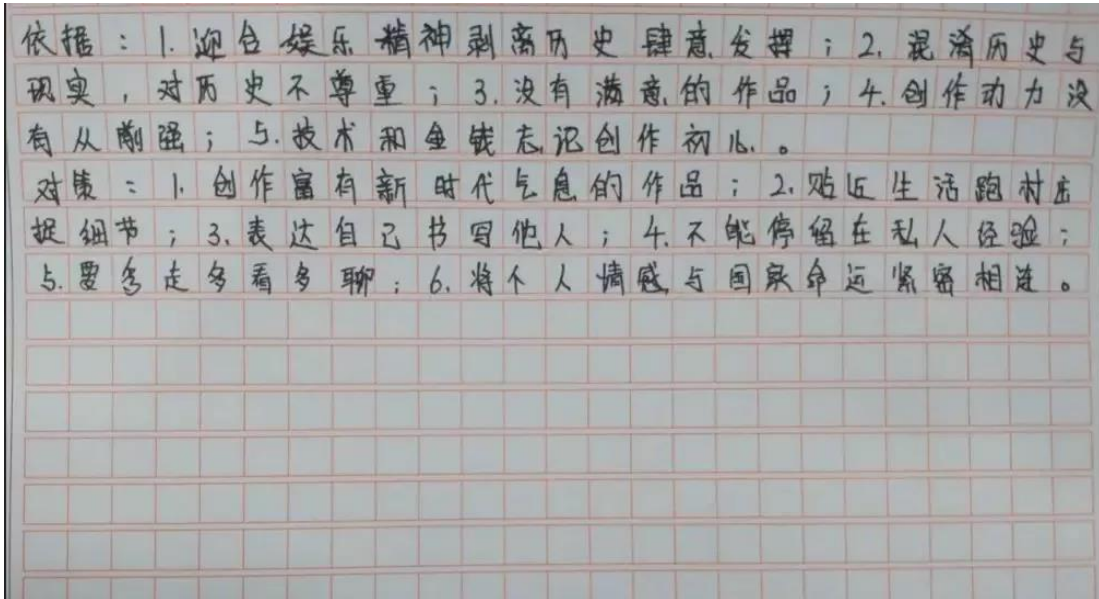 依据：1.迎合娱乐精神剥离历史肆意发挥；2.混淆历史与
现实，对历史不尊重；3.没有满意的作品；4.创作动力没
有从前强；5.技术和金钱忘记创作初心。
对策：1.创作富有新时代气息的作品；2.贴近生活跑村庄
捉细节；3.表达自己书写他人；4.不能停留在私人经验；
5.要多走多看多聊；6.将个人情感与国家命运紧密相连。